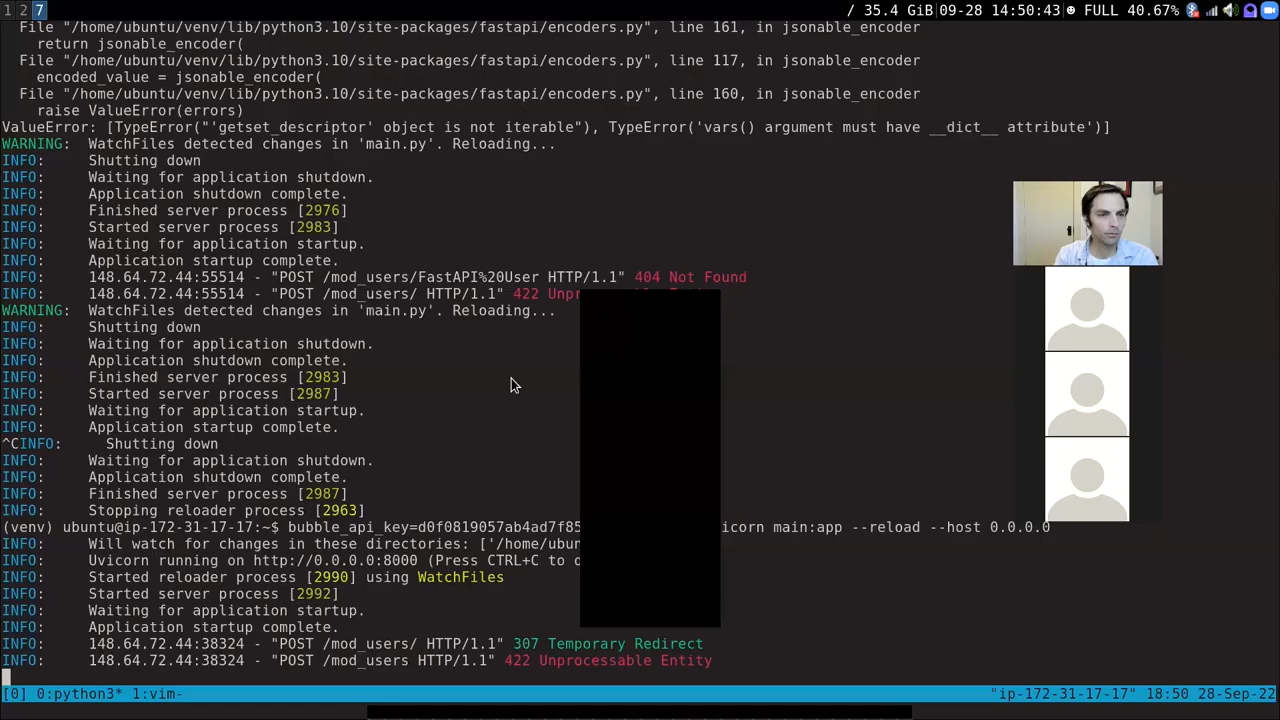 1 2 7 / 35.4 GiB|09-28 14:50:43|☻ FULL 40.67%
File "/home/ubuntu/venv/lib/python3.10/site-packages/fastapi/encoders.py", line 161, in jsonable_encoder
return jsonable_encoder(
File "/home/ubuntu/venv/lib/python3.10/site-packages/fastapi/encoders.py", line 117, in jsonable_encoder
encoded_value = jsonable_encoder(
File "/home/ubuntu/venv/lib/python3.10/site-packages/fastapi/encoders.py", line 160, in jsonable_encoder
raise ValueError(errors)
ValueError: [TypeError("'getset_descriptor' object is not iterable"), TypeError('vars() argument must have __dict__ attribute')]
WARNING:  WatchFiles detected changes in 'main.py'. Reloading...
INFO:     Shutting down
INFO:     Waiting for application shutdown.
INFO:     Application shutdown complete.
INFO:     Finished server process [2976]
INFO:     Started server process [2983]
INFO:     Waiting for application startup.
INFO:     Application startup complete.
INFO:     148.64.72.44:55514 - "POST /mod_users/FastAPI%20User HTTP/1.1" 404 Not Found
INFO:     148.64.72.44:55514 - "POST /mod_users/ HTTP/1.1" 422
WARNING:  WatchFiles detected changes in 'main.py'. Reloading...
INFO:     Shutting down
INFO:     Waiting for application shutdown.
INFO:     Application shutdown complete.
INFO:     Finished server process [2983]
INFO:     Started server process [2987]
INFO:     Waiting for application startup.
INFO:     Application startup complete.
^CINFO:     Shutting down
INFO:     Waiting for application shutdown.
INFO:     Application shutdown complete.
INFO:     Finished server process [2987]
INFO:     Stopping reloader process [2963]
(venv) ubuntu@ip-172-31-17-17:~$ bubble_api_key=d0f0819057ab4ad7f85 icorn main:app --reload --host 0.0.0.0
INFO:     Will watch for changes in these directories: ['/home/ubun
INFO:     Uvicorn running on http://0.0.0.0:8000 (Press CTRL+C to
INFO:     Started reloader process [2990] using WatchFiles
INFO:     Started server process [2992]
INFO:     Waiting for application startup.
INFO:     Application startup complete.
INFO:     148.64.72.44:38324 - "POST /mod_users/ HTTP/1.1" 307 Temporary Redirect
INFO:     148.64.72.44:38324 - "POST /mod_users HTTP/1.1" 422 Unprocessable Entity
[0] 0:python3* 1:vim- "ip-172-31-17-17" 18:50 28-Sep-22